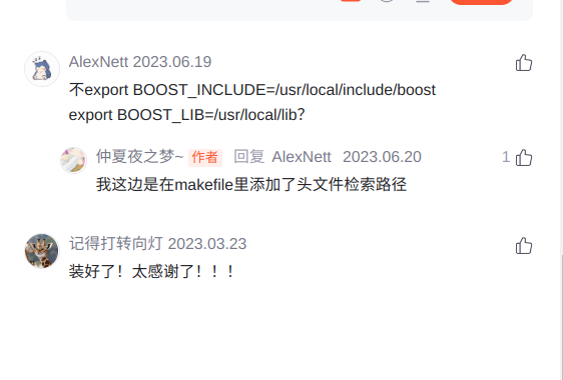 AlexNett 2023.06.19
不export BOOST_INCLUDE=/usr/local/include/boost
export BOOST_LIB=/usr/local/lib?
仲夏夜之梦~ 作者 回复 AlexNett 2023.06.20 1
我这边是在makefile里添加了头文件检索路径
记得打转向灯 2023.03.23
装好了！太感谢了！！！